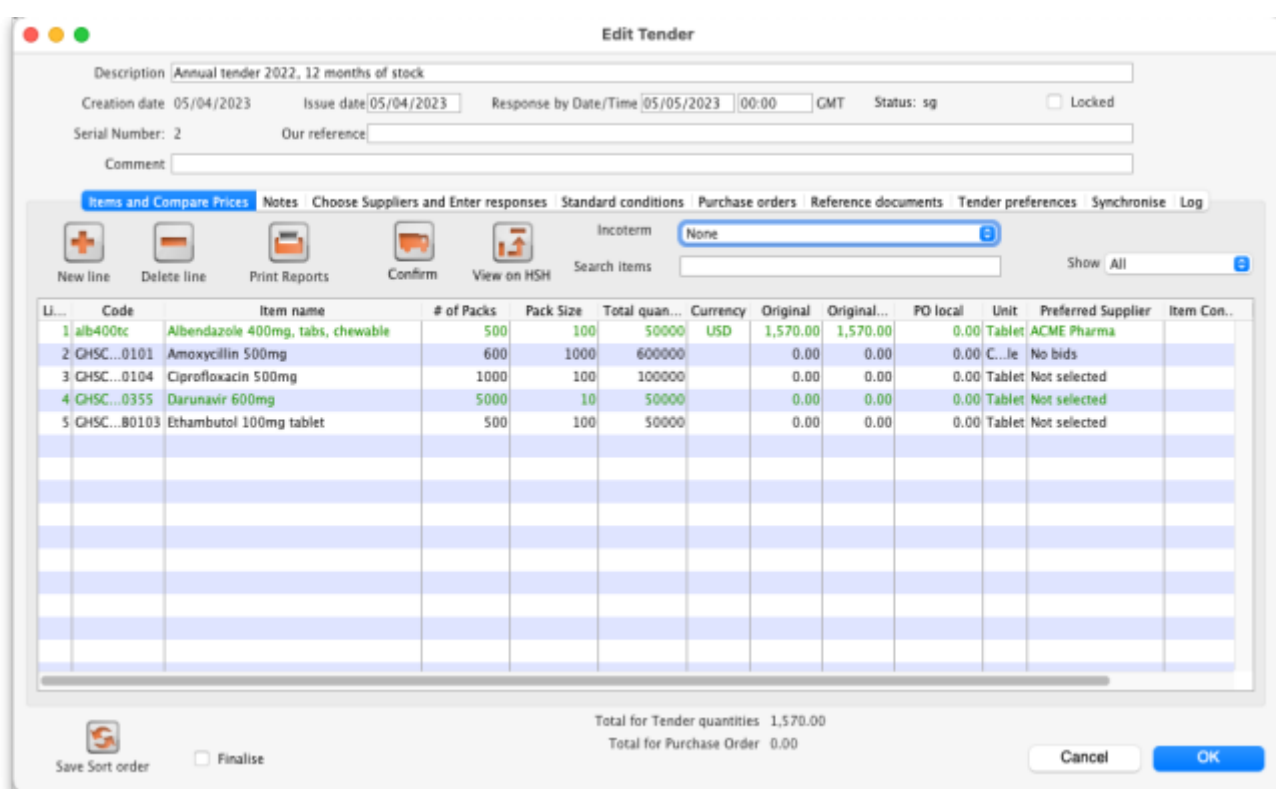 Edit Tender
Description Annual tender 2022, 12 months of stock
Creation date 05/04/2023 Issue date 05/04/2023 Response by Date/Time 05/05/2023 00:00 GMT Status: sg Locked
Serial Number: 2 Our reference
Comment
Items and Compare Prices Notes Choose Suppliers and Enter responses Standard conditions Purchase orders Reference documents Tender preferences Synchronise Log
Incoterm None
New line Delete line Print Reports Confirm View on HSH Search items Show All
Li... Code Item name # of Packs Pack Size Total quan... Currency Original Original... PO local Unit Preferred Supplier Item Con..
1 alb400tc Albendazole 400mg, tabs, chewable 500 100 50000 USD 1,570.00 1,570.00 0.00 Tablet ACME Pharma
2 GHSC...0101 Amoxycillin 500mg 600 1000 600000 0.00 0.00 0.00 C...le No bids
3 GHSC...0104 Ciprofloxacin 500mg 1000 100 100000 0.00 0.00 0.00 Tablet Not selected
4 GHSC...0355 Darunavir 600mg 5000 10 50000 0.00 0.00 0.00 Tablet Not selected
5 GHSC...B0103 Ethambutol 100mg tablet 500 100 50000 0.00 0.00 0.00 Tablet Not selected
Total for Tender quantities 1,570.00
Total for Purchase Order 0.00
Save Sort order Finalise Cancel OK